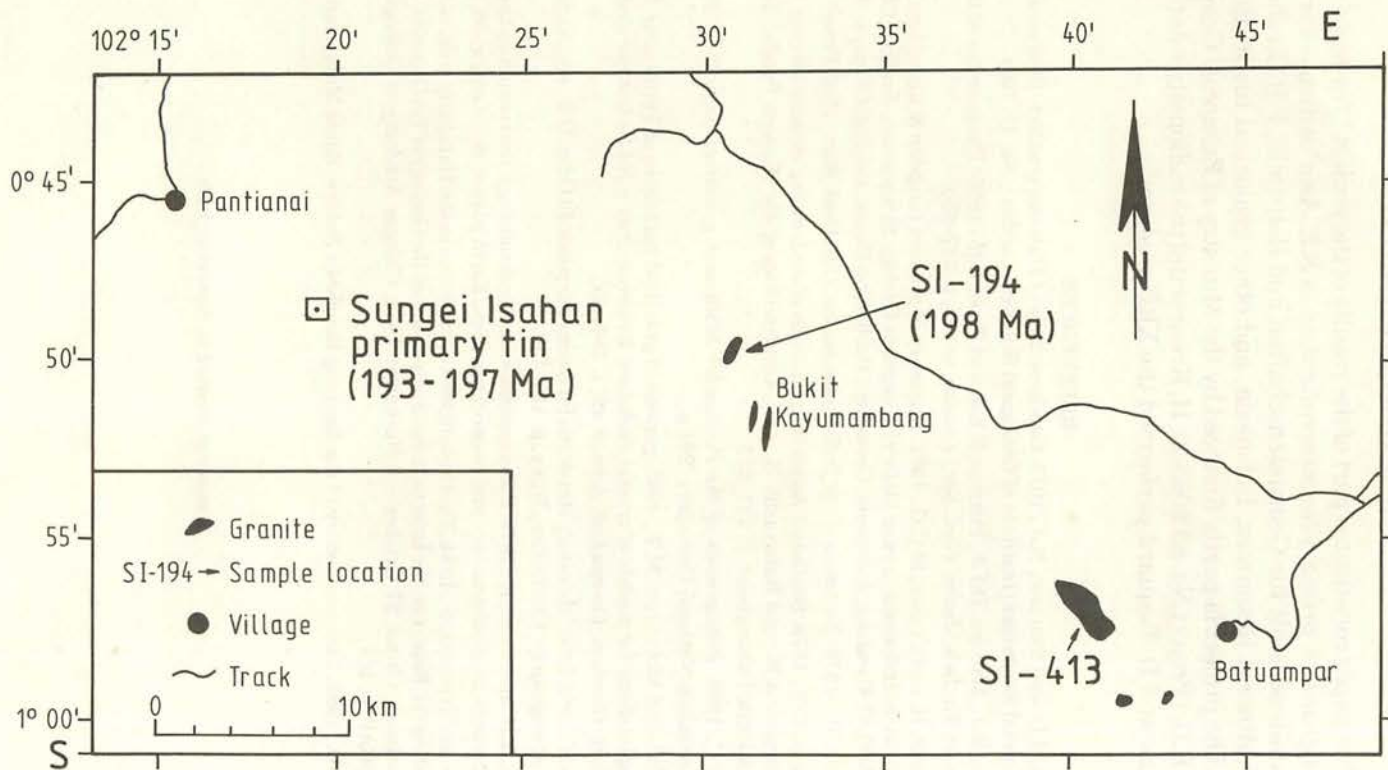 102° 15' 20' 30' 35' 40' 45' E
0° 45'
Pantianai
N
SI-194
(198 Ma)
Sungei Isahan
primary tin
(193-197 Ma)
50'
Bukit
Kayumambang
55'
Granite
SI-194 Sample location
Village
Track
0 10 km
SI-413
Batuampar
1° 00'
S